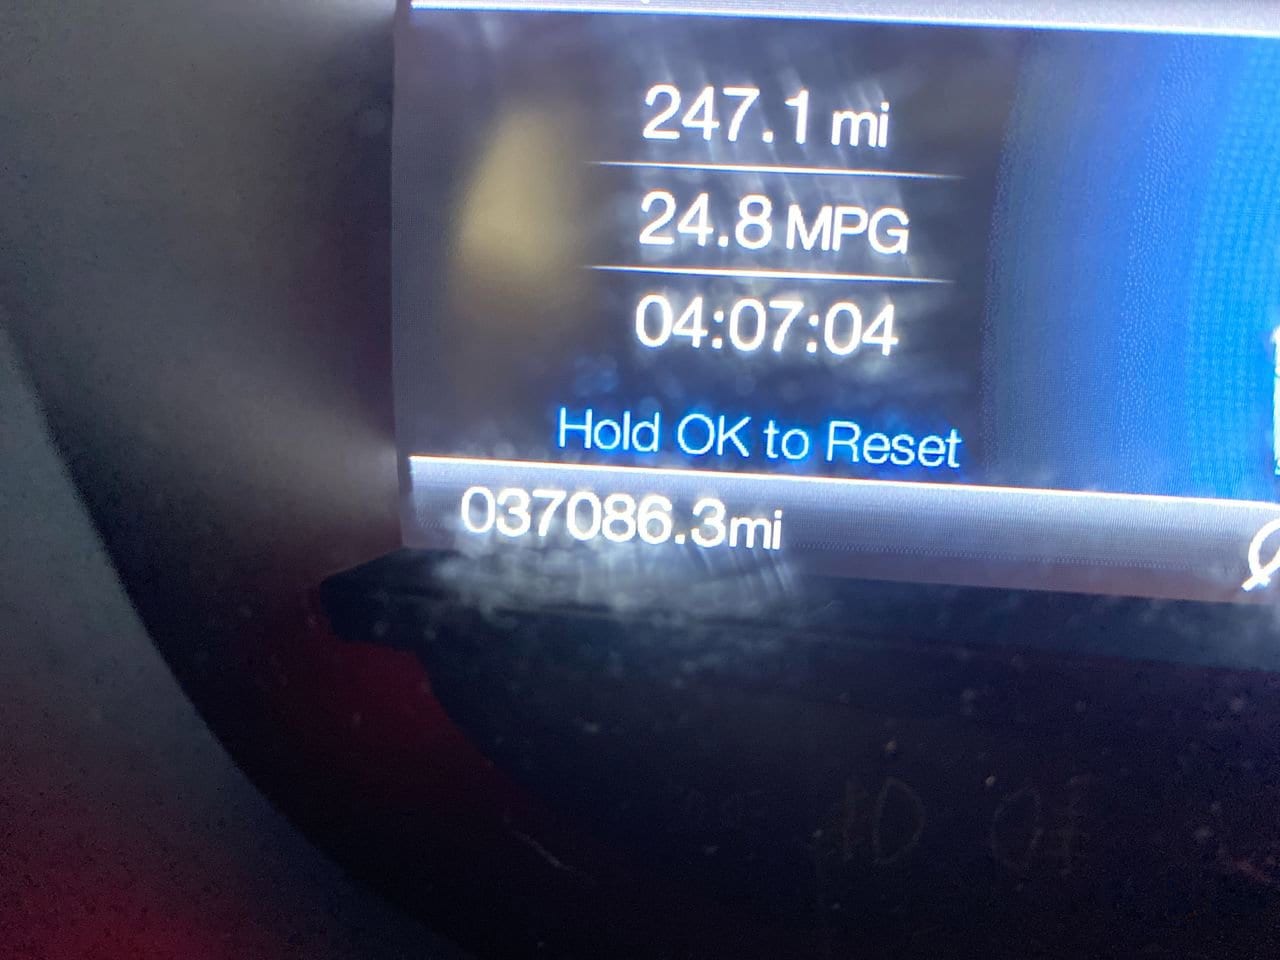 247.1 mi
24.8 MPG
04:07:04
Hold OK to Reset
037086.3mi